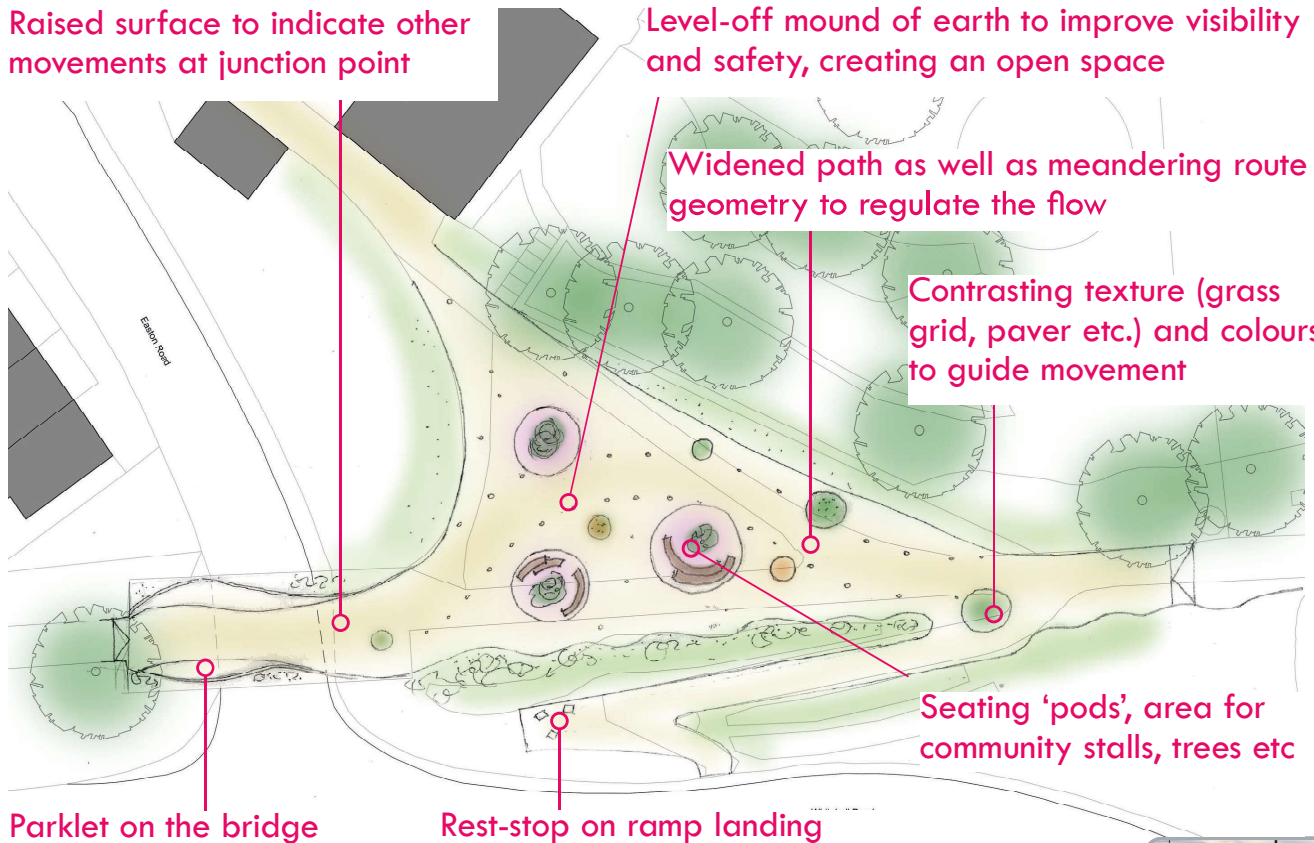 Raised surface to indicate other
movements at junction point
Level-off mound of earth to improve visibility
and safety, creating an open space
Widened path as well as meandering route
geometry to regulate the flow
Contrasting texture (grass
grid, paver etc.) and colours
to guide movement
Easton Road
Seating ‘pods’, area for
community stalls, trees etc
Parklet on the bridge
Rest-stop on ramp landing